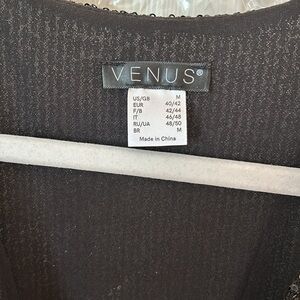 VENUS®
US/GB M
EUR 40/42
F/B 42/44
IT 46/48
RU/UA 48/50
BR M
Made in China